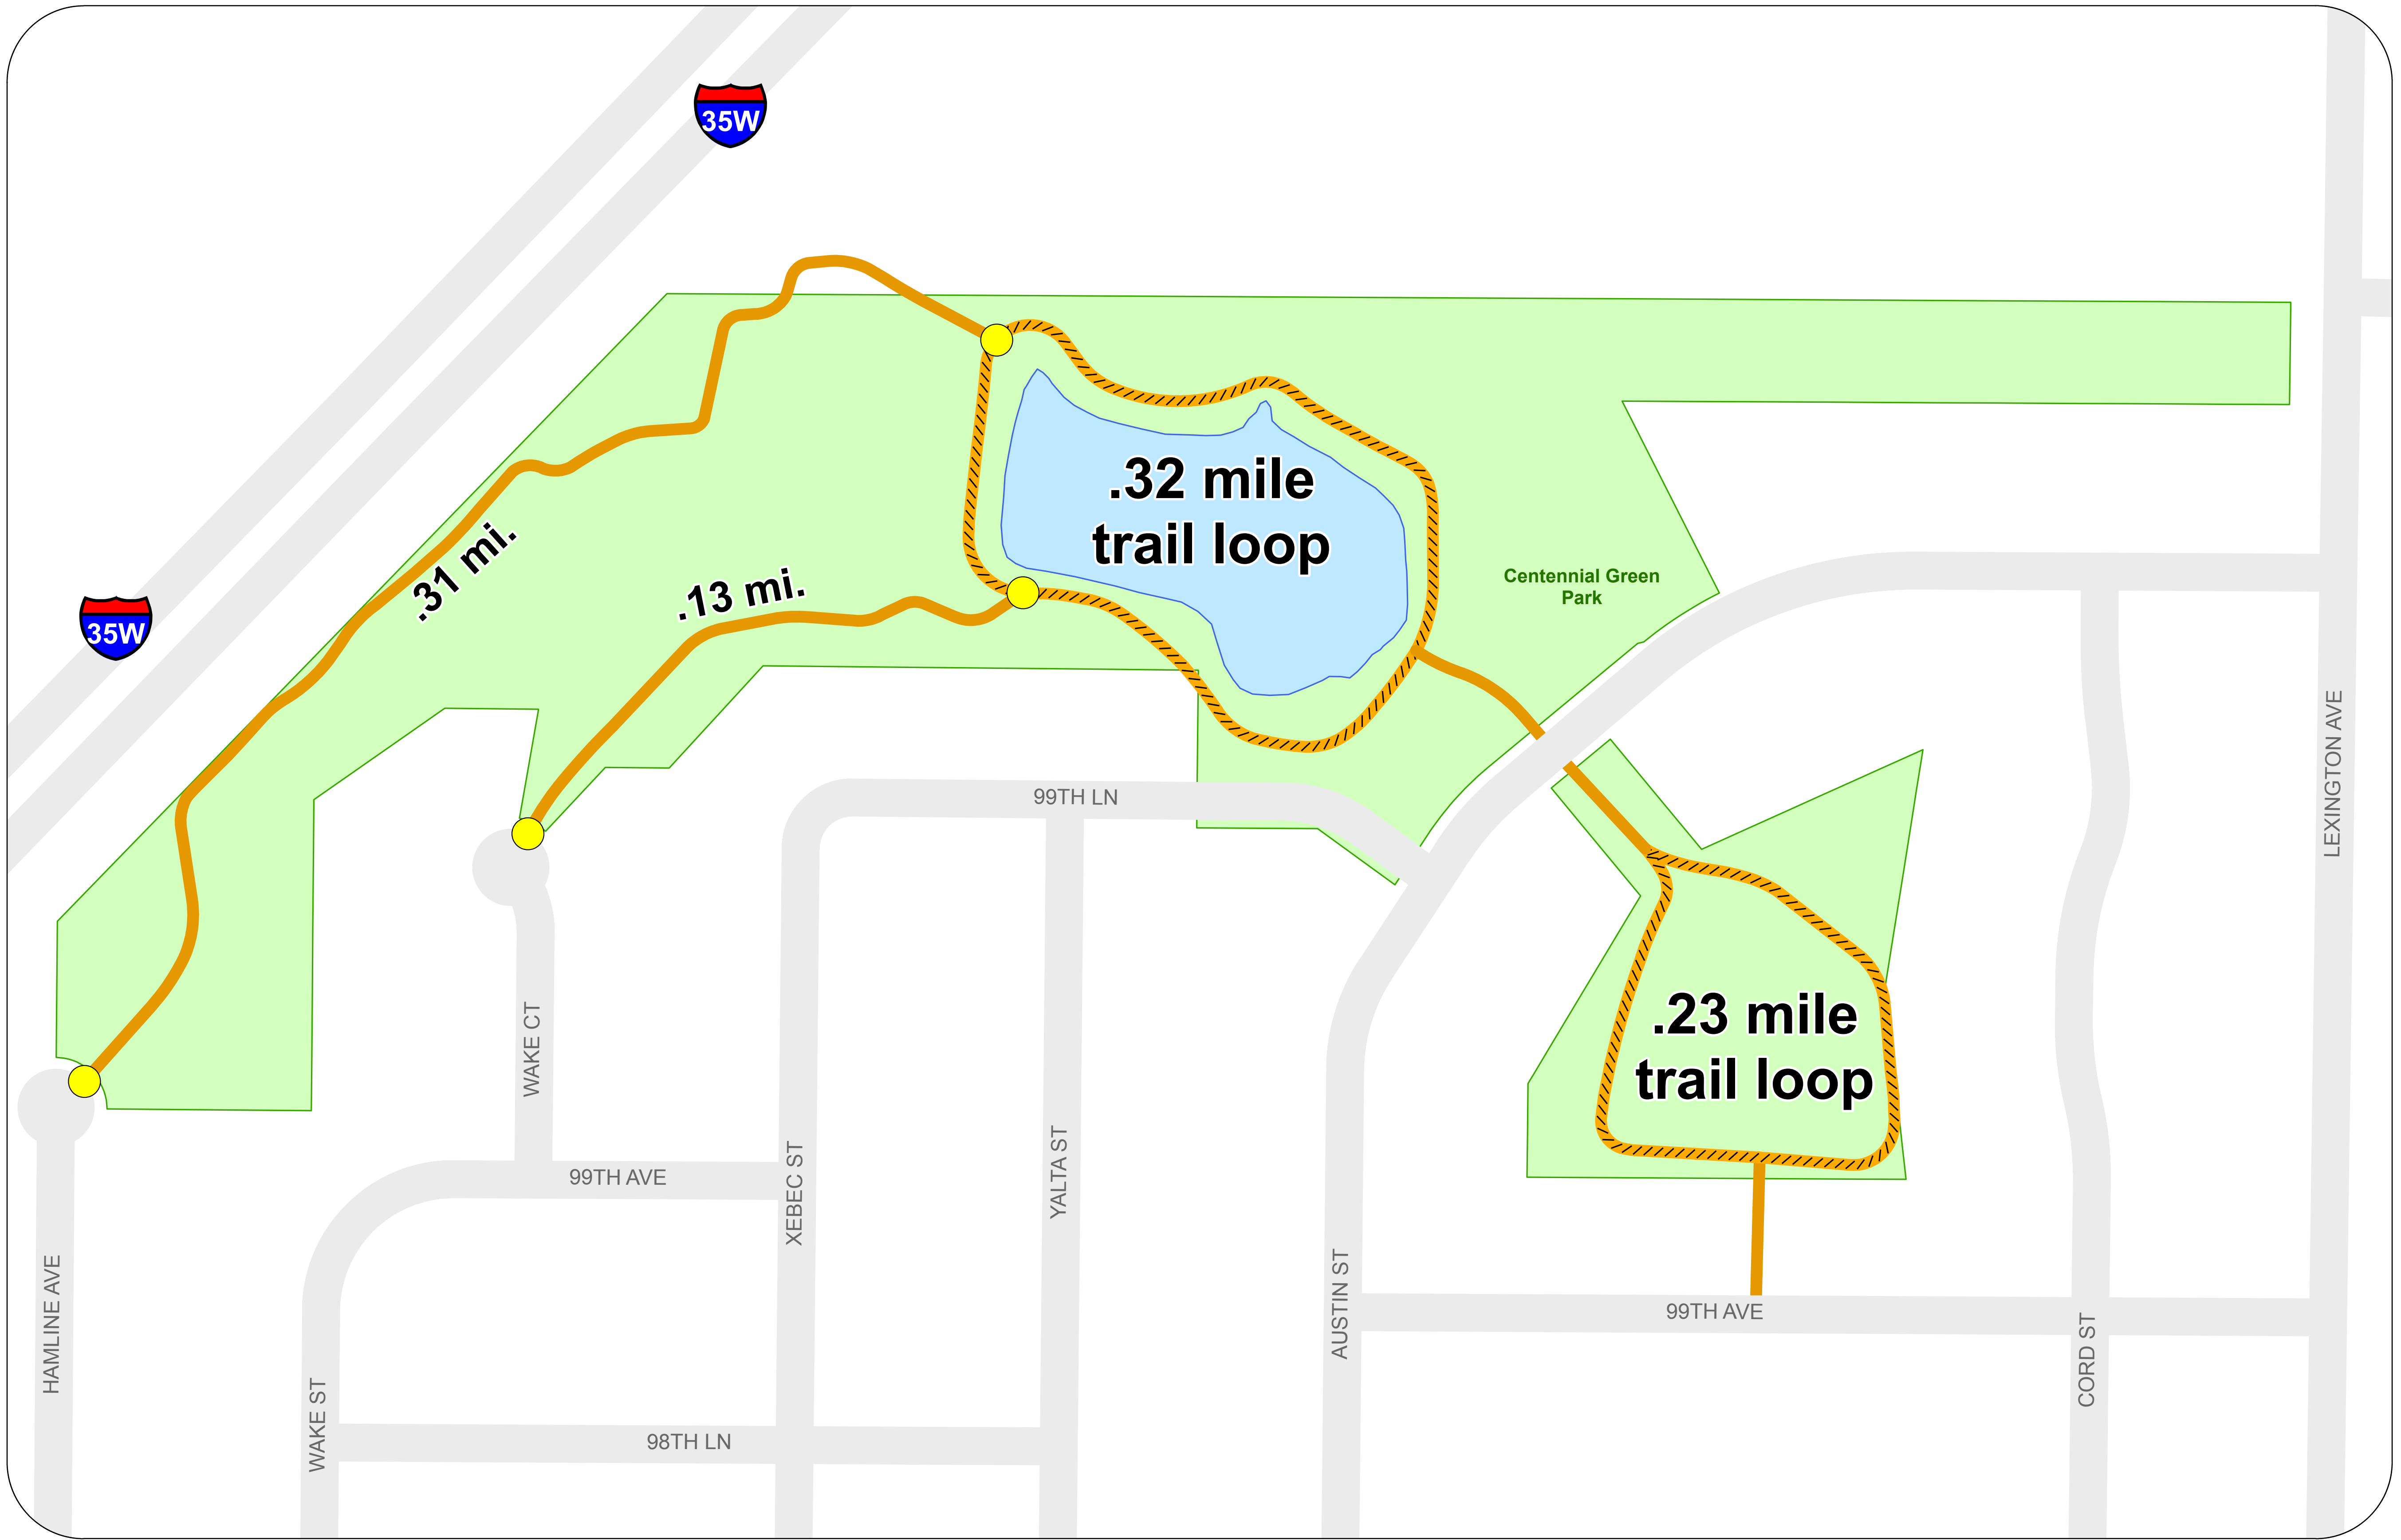 35W
35W
.31 mi.
.13 mi.
.32 mile
trail loop
Centennial Green
Park
LEXINGTON AVE
99TH LN
.23 mile
trail loop
WAKE CT
99TH AVE
XEBEC ST
YALTA ST
HAMLINE AVE
WAKE ST
AUSTIN ST
99TH AVE
CORD ST
98TH LN